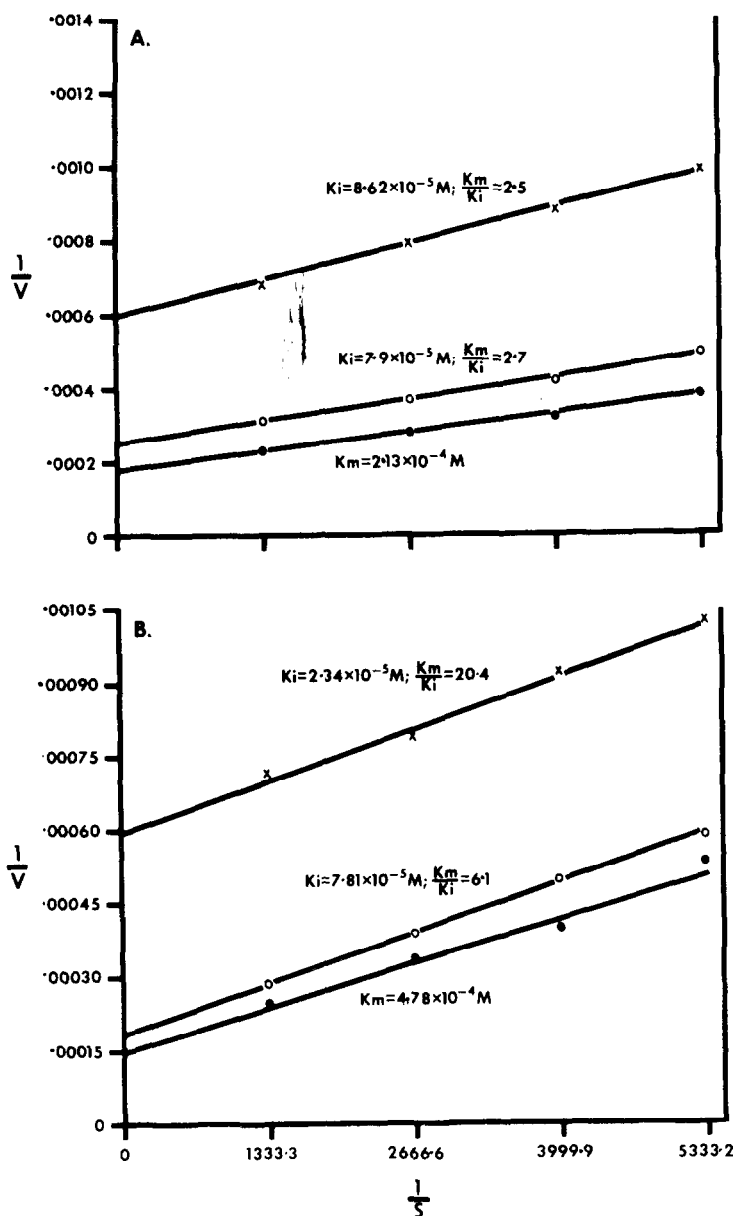 A.
·0014
·0012
·0010
·0008
·0006
·0004
·0002
0
1
V
Ki=8·62×10−5M; Km/Ki=2·5
Ki=7·9×10−5M; Km/Ki=2·7
Km=2·13×10−4M
B.
·00105
·00090
·00075
·00060
·00045
·00030
·00015
0
1
V
Ki=2·34×10−5M; Km/Ki=20·4
Ki=7·81×10−5M; Km/Ki=6·1
Km=4·78×10−4M
0 1333·3 2666·6 3999·9 5333·2
1
S